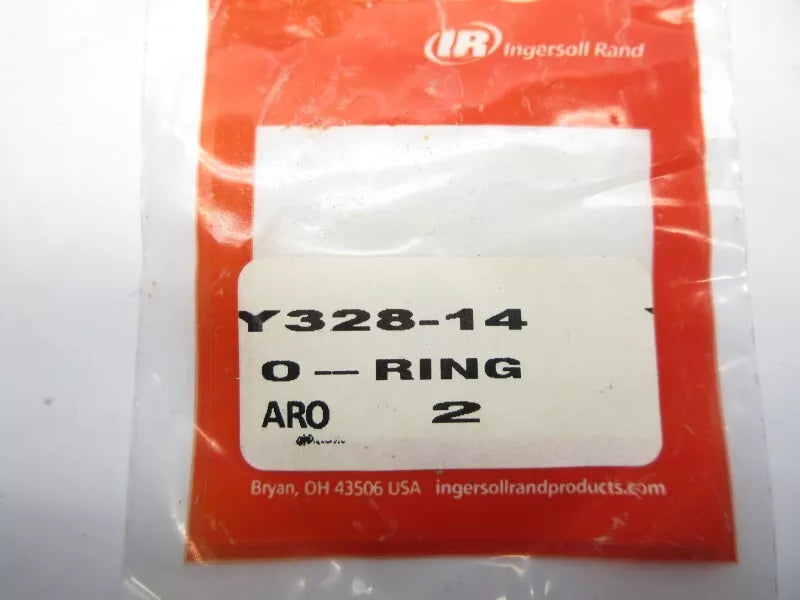 IR Ingersoll Rand
Y328-14
O-RING
ARO 2
Bryan, OH 43506 USA ingersollrandproducts.com